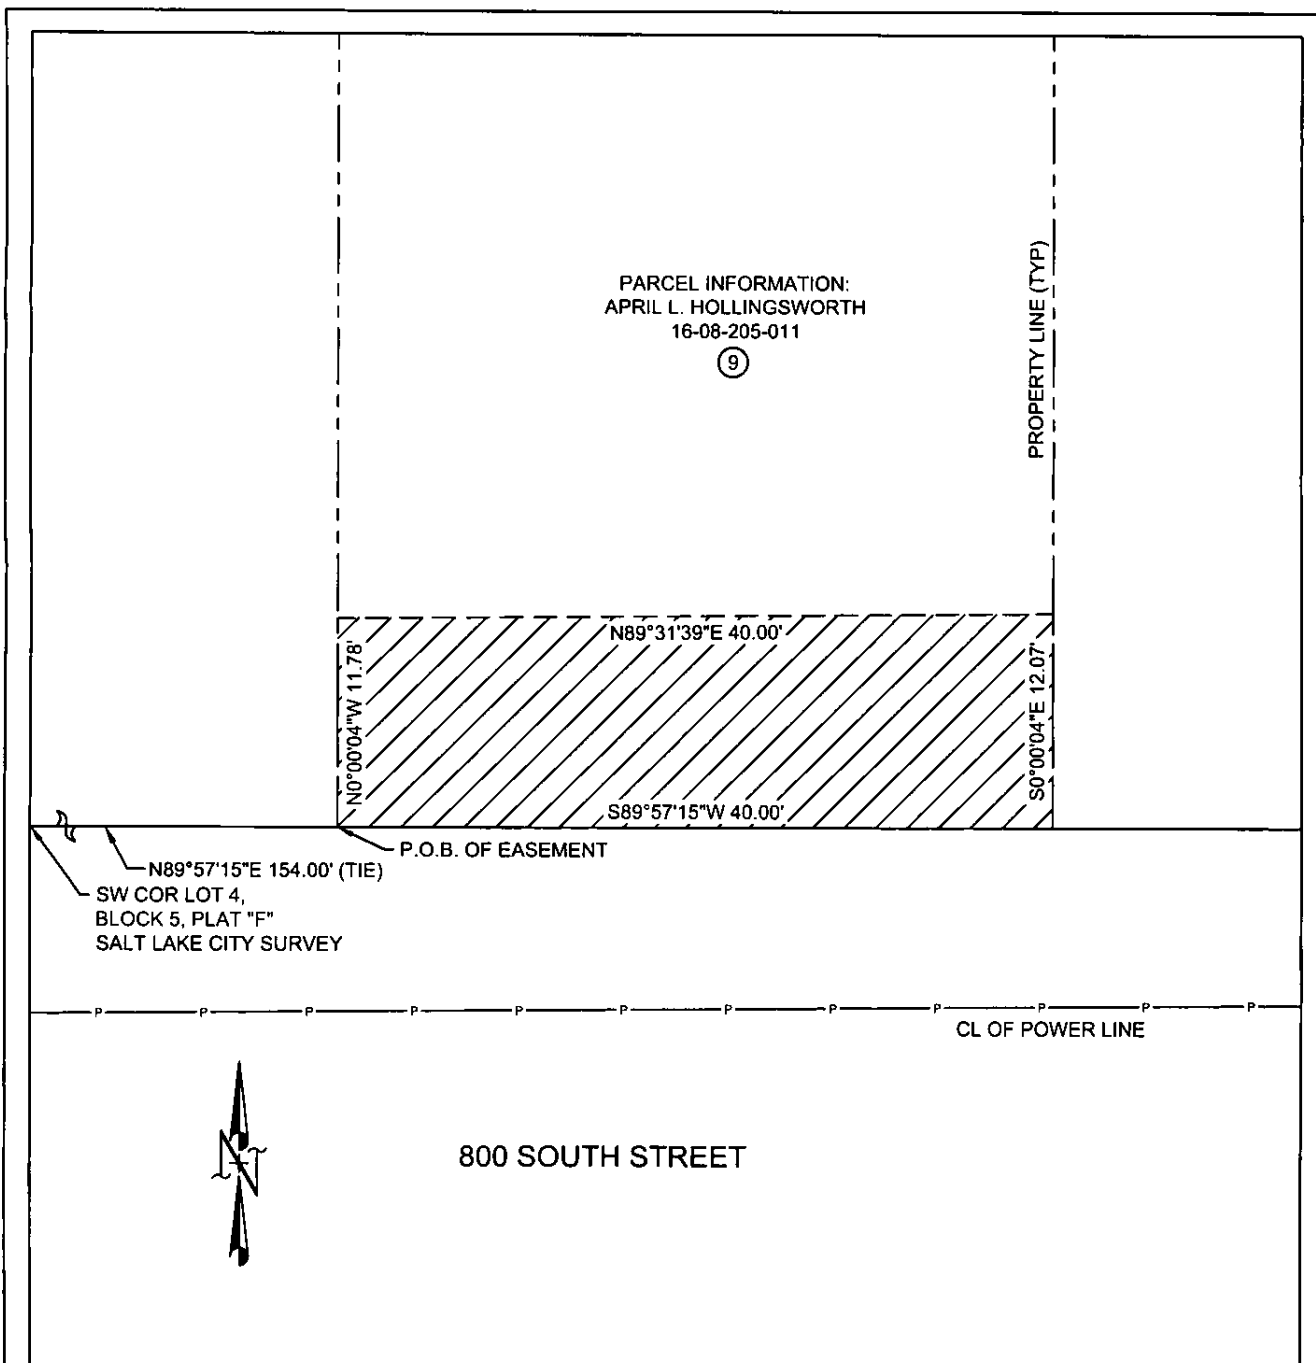 PARCEL INFORMATION:
APRIL L. HOLLINGSWORTH
16-08-205-011
9
PROPERTY LINE (TYP)
N89°31'39"E 40.00'
N0°00'04"W 11.78'
S0°00'04"E 12.07'
S89°57'15"W 40.00'
P.O.B. OF EASEMENT
N89°57'15"E 154.00' (TIE)
SW COR LOT 4,
BLOCK 5, PLAT "F"
SALT LAKE CITY SURVEY
P P P P P P P P P P P P
CL OF POWER LINE
N
800 SOUTH STREET